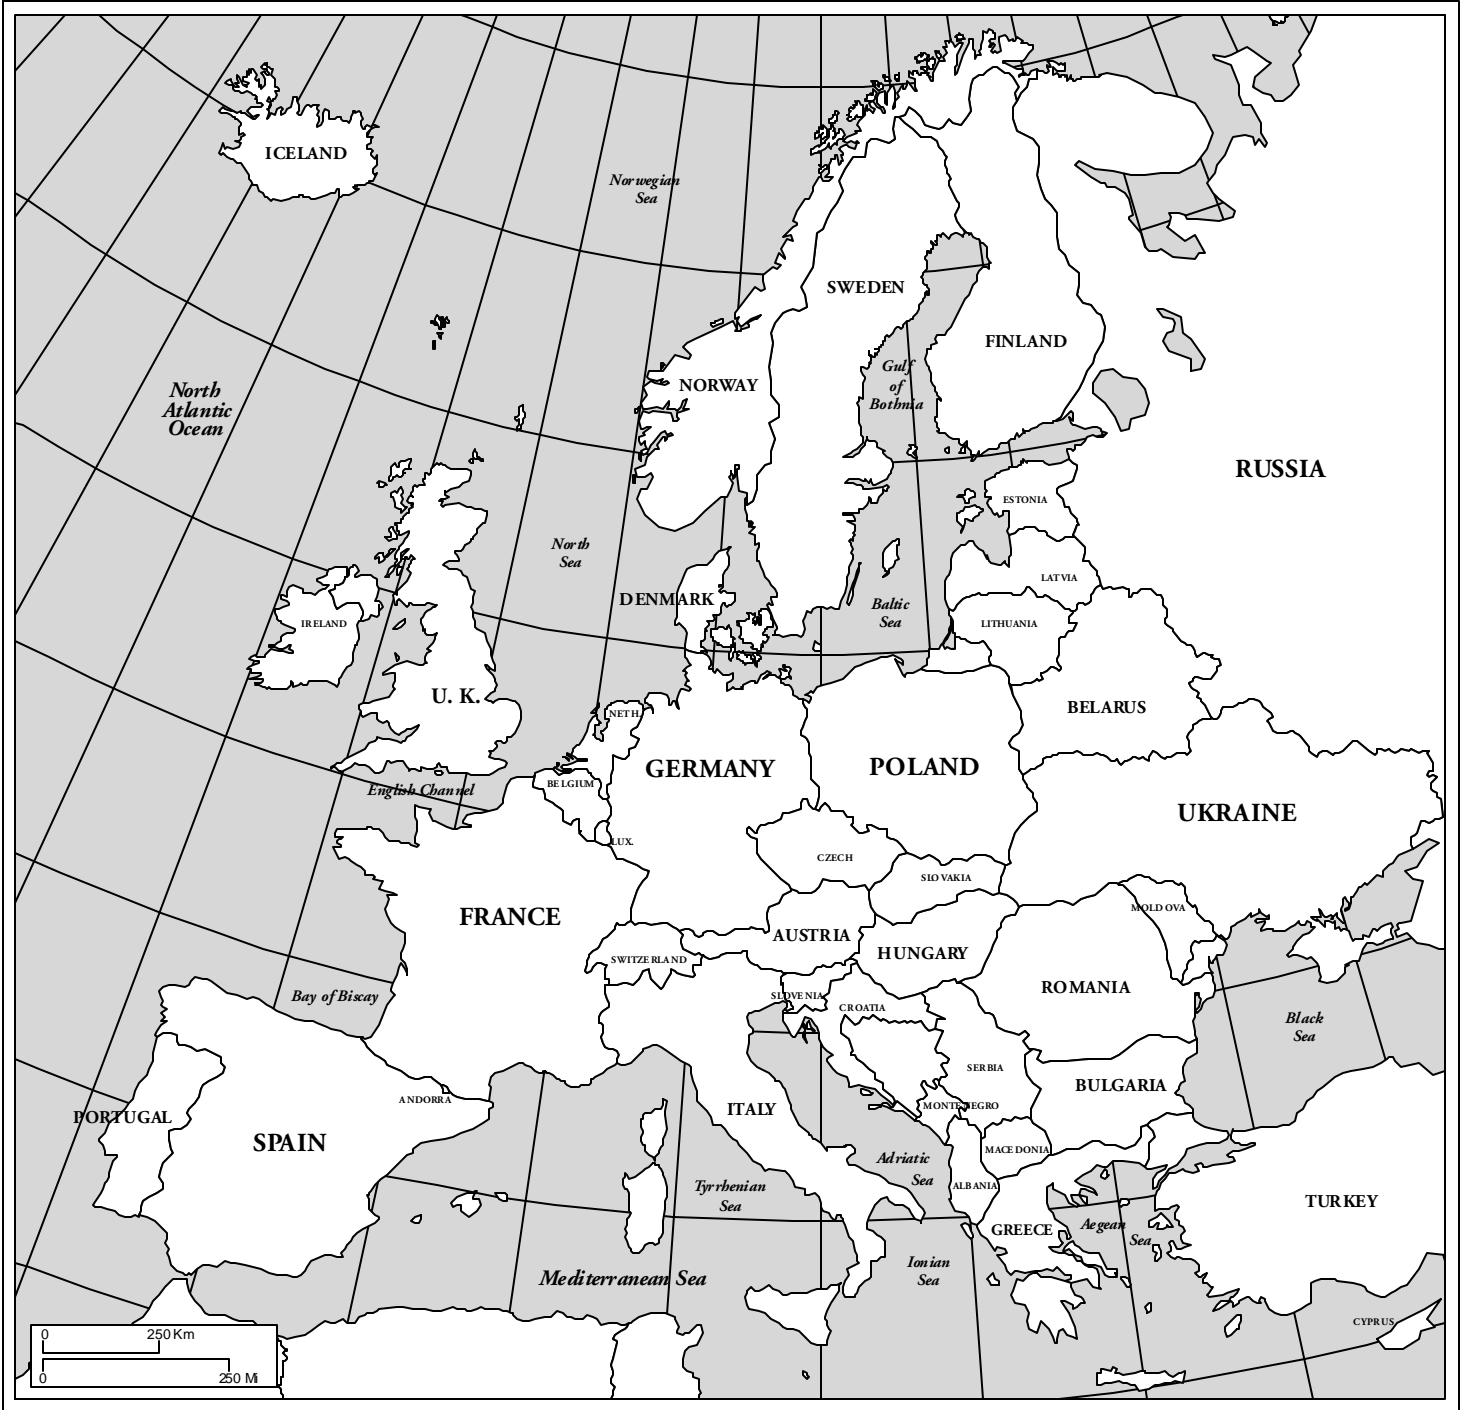 ICELAND
Norwegian
Sea
SWEDEN
FINLAND
NORWAY
Gulf
of
Bothnia
North
Atlantic
Ocean
RUSSIA
ESTONIA
North
Sea
LATVIA
DENMARK
Baltic
Sea
IRELAND
LITHUANIA
U. K.
NETH.
BELARUS
GERMANY
POLAND
BELGIUM
English Channel
UKRAINE
LUX.
CZECH
SLOVAKIA
FRANCE
MOLDOVA
AUSTRIA
HUNGARY
SWITZERLAND
ROMANIA
Bay of Biscay
SLOVENIA
CROATIA
Black
Sea
SERBIA
BULGARIA
ANDORRA
MONTENEGRO
ITALY
PORTUGAL
SPAIN
MACEDONIA
Adriatic
Sea
ALBANIA
Tyrrhenian
Sea
TURKEY
GREECE
Aegean
Sea
Ionian
Sea
Mediterranean Sea
CYPRUS
0 250 Km
0 250 Mi